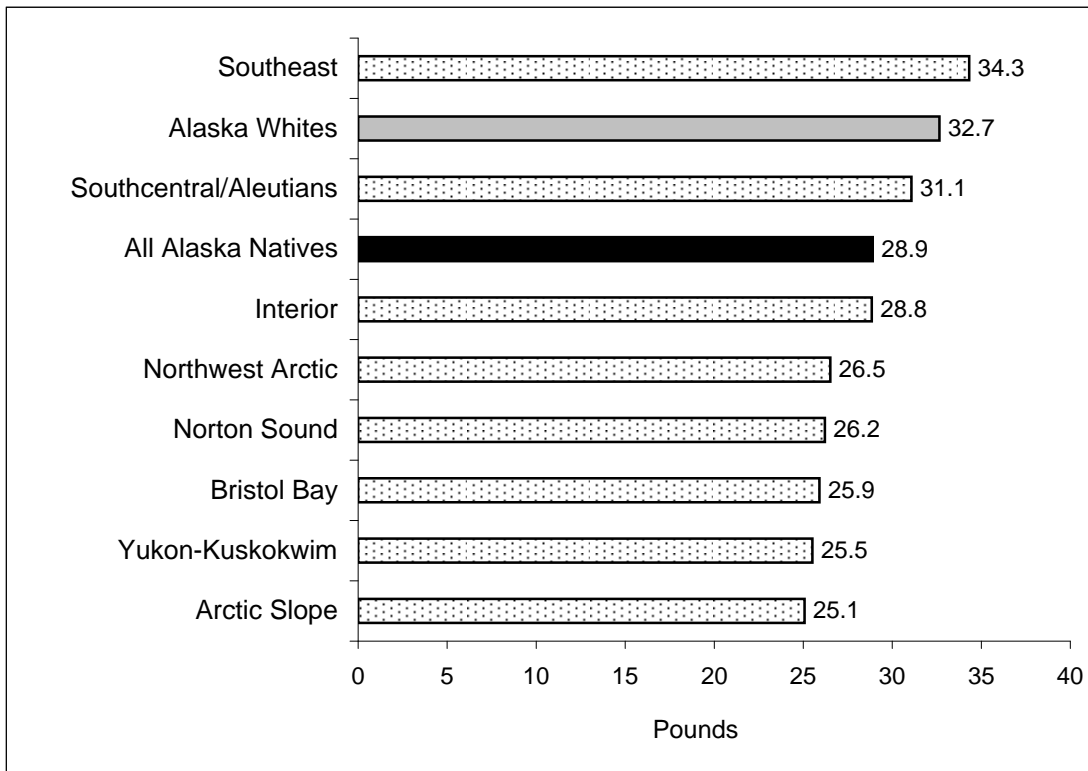 Southeast 34.3
Alaska Whites 32.7
Southcentral/Aleutians 31.1
All Alaska Natives 28.9
Interior 28.8
Northwest Arctic 26.5
Norton Sound 26.2
Bristol Bay 25.9
Yukon-Kuskokwim 25.5
Arctic Slope 25.1
0 5 10 15 20 25 30 35 40
Pounds